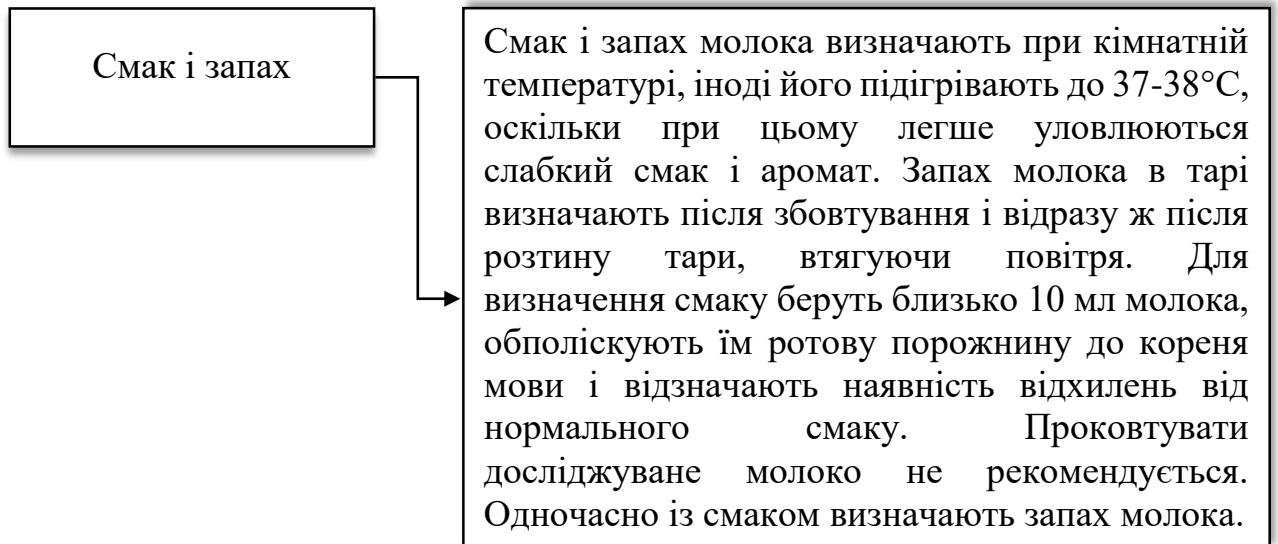 Смак і запах
Смак і запах молока визначають при кімнатній
температурі, іноді його підігрівають до 37-38°С,
оскільки при цьому легше уловлюються
слабкий смак і аромат. Запах молока в тарі
визначають після збовтування і відразу ж після
розтину тари, втягуючи повітря. Для
визначення смаку беруть близько 10 мл молока,
обполіскують їм ротову порожнину до кореня
мови і відзначають наявність відхилень від
нормального смаку. Проковтувати
досліджуване молоко не рекомендується.
Одночасно із смаком визначають запах молока.